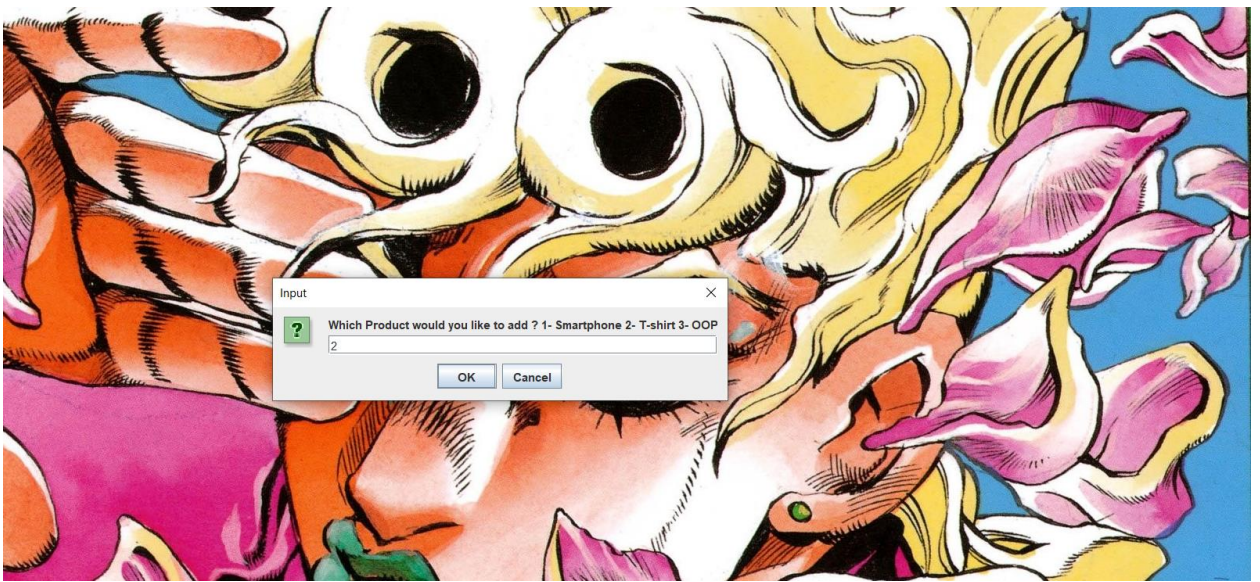 Input
Which Product would you like to add ? 1- Smartphone 2- T-shirt 3- OOP
2
OK
Cancel